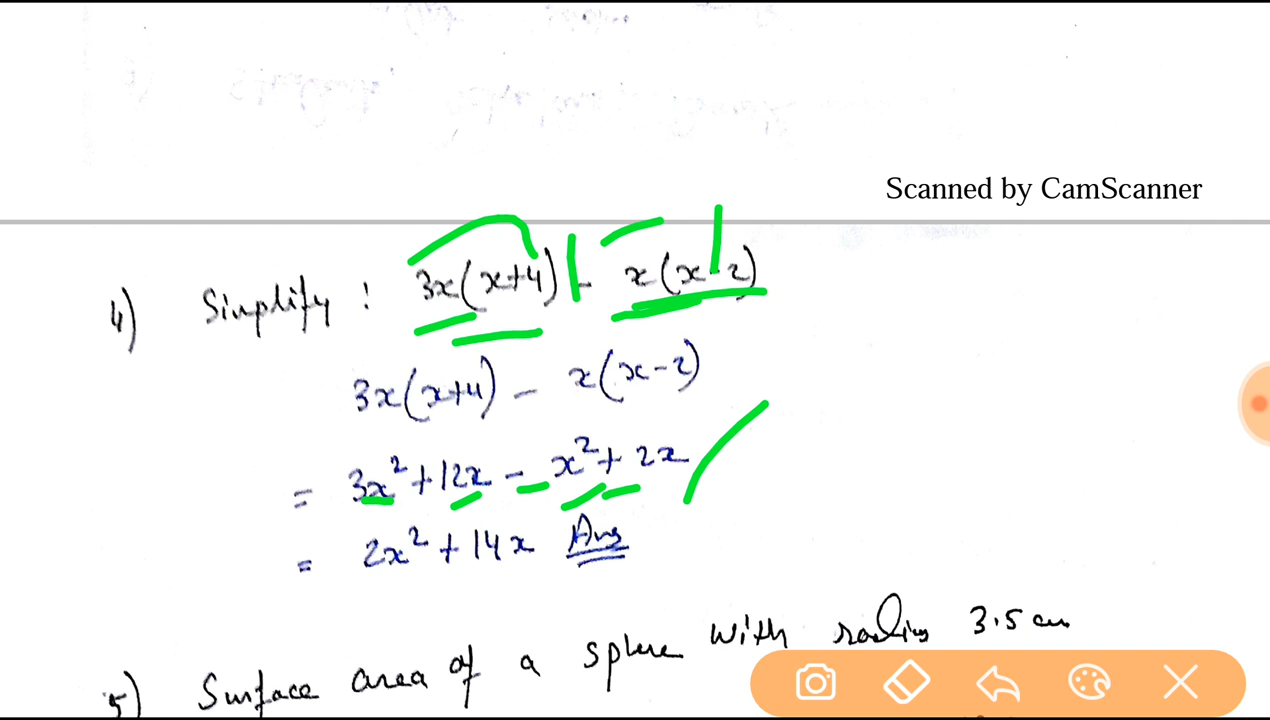 Scanned by CamScanner
4) Simplify : 3x(x+4) - x(x-2)
3x(x+4) - x(x-2)
= 3x² + 12x - x² + 2x
= 2x² + 14x Ans
5) Surface area of a sphere with radius 3.5 cm